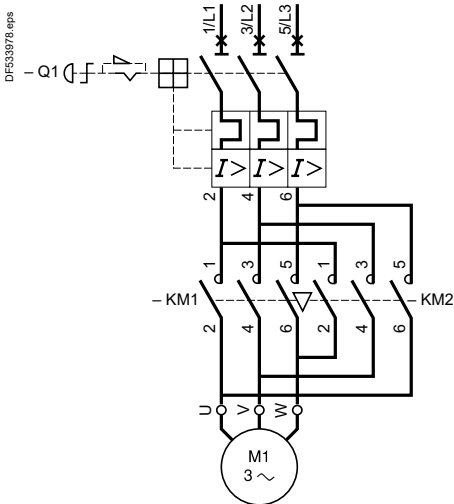 DF533978.eps
1/L1 3/L2 5/L3
– Q1
I> I> I>
2 4 6
1 3 5 1 3 5
– KM1 – KM2
2 4 6 2 4 6
U V W
M1
3 ~